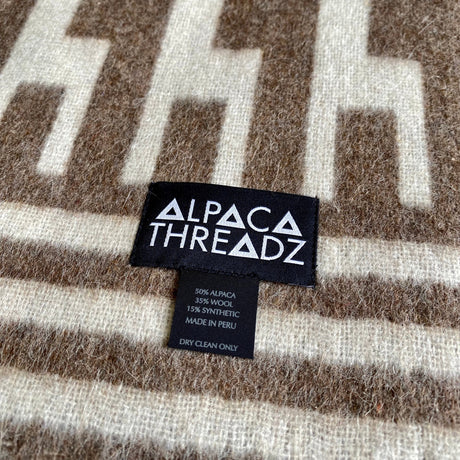 ALPACA
THREADZ
50% ALPACA
35% WOOL
15% SYNTHETIC
MADE IN PERU
DRY CLEAN ONLY